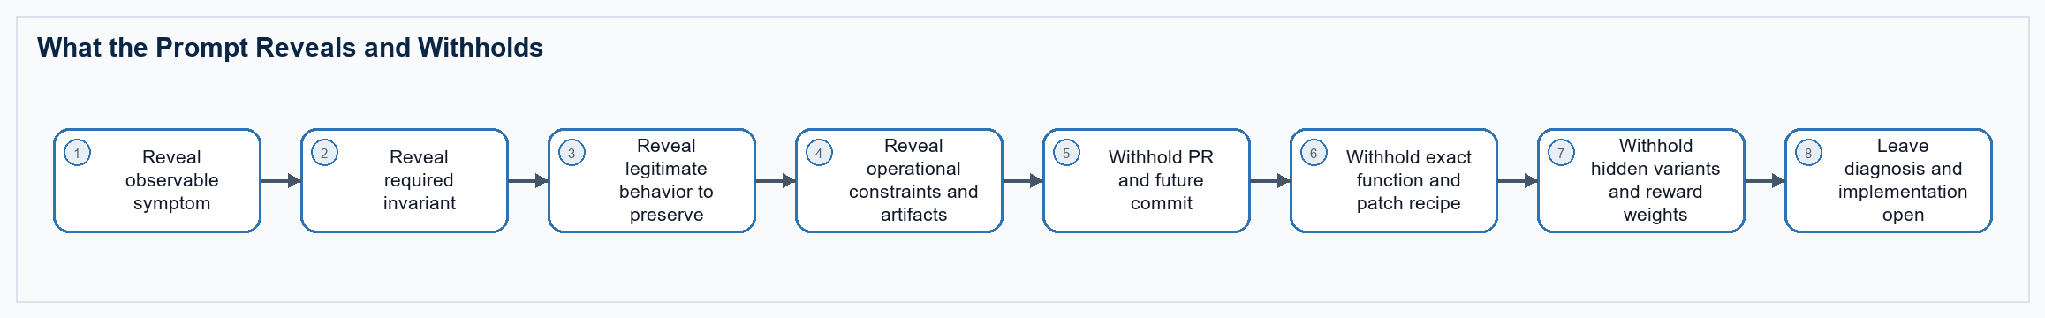 What the Prompt Reveals and Withholds
1
Reveal
observable
symptom
2
Reveal
required
invariant
3
Reveal
legitimate
behavior to
preserve
4
Reveal
operational
constraints and
artifacts
5
Withhold PR
and future
commit
6
Withhold exact
function and
patch recipe
7
Withhold
hidden variants
and reward
weights
8
Leave
diagnosis and
implementation
open